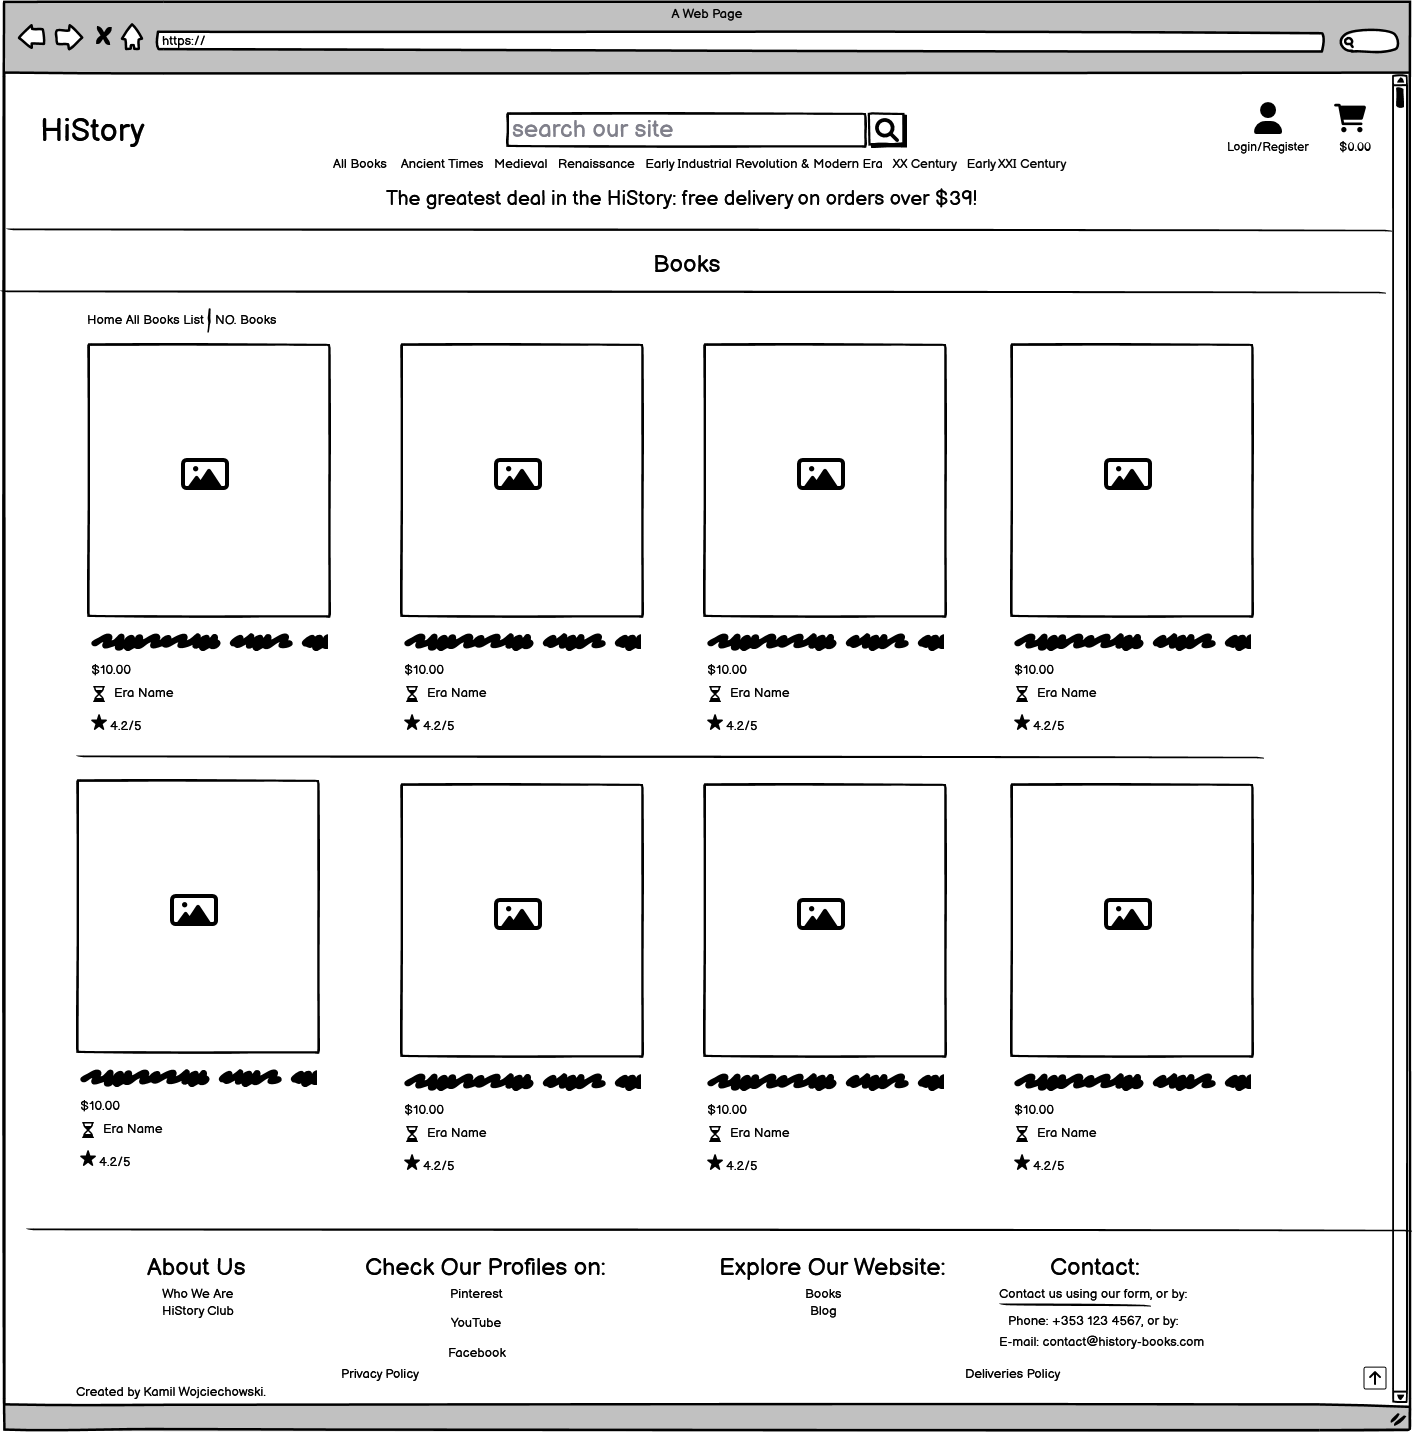 A Web Page
https://
HiStory
search our site
Login/Register
$0.00
All Books Ancient Times Medieval Renaissance Early Industrial Revolution & Modern Era XX Century Early XXI Century
The greatest deal in the HiStory: free delivery on orders over $39!
Books
Home All Books List NO. Books
$10.00 $10.00 $10.00 $10.00
Era Name Era Name Era Name Era Name
4.2/5 4.2/5 4.2/5 4.2/5
$10.00 $10.00 $10.00 $10.00
Era Name Era Name Era Name Era Name
4.2/5 4.2/5 4.2/5 4.2/5
About Us
Who We Are
HiStory Club
Check Our Profiles on:
Pinterest
YouTube
Facebook
Explore Our Website:
Books
Blog
Contact:
Contact us using our form, or by:
Phone: +353 123 4567, or by:
E-mail: contact@history-books.com
Privacy Policy
Deliveries Policy
Created by Kamil Wojciechowski.